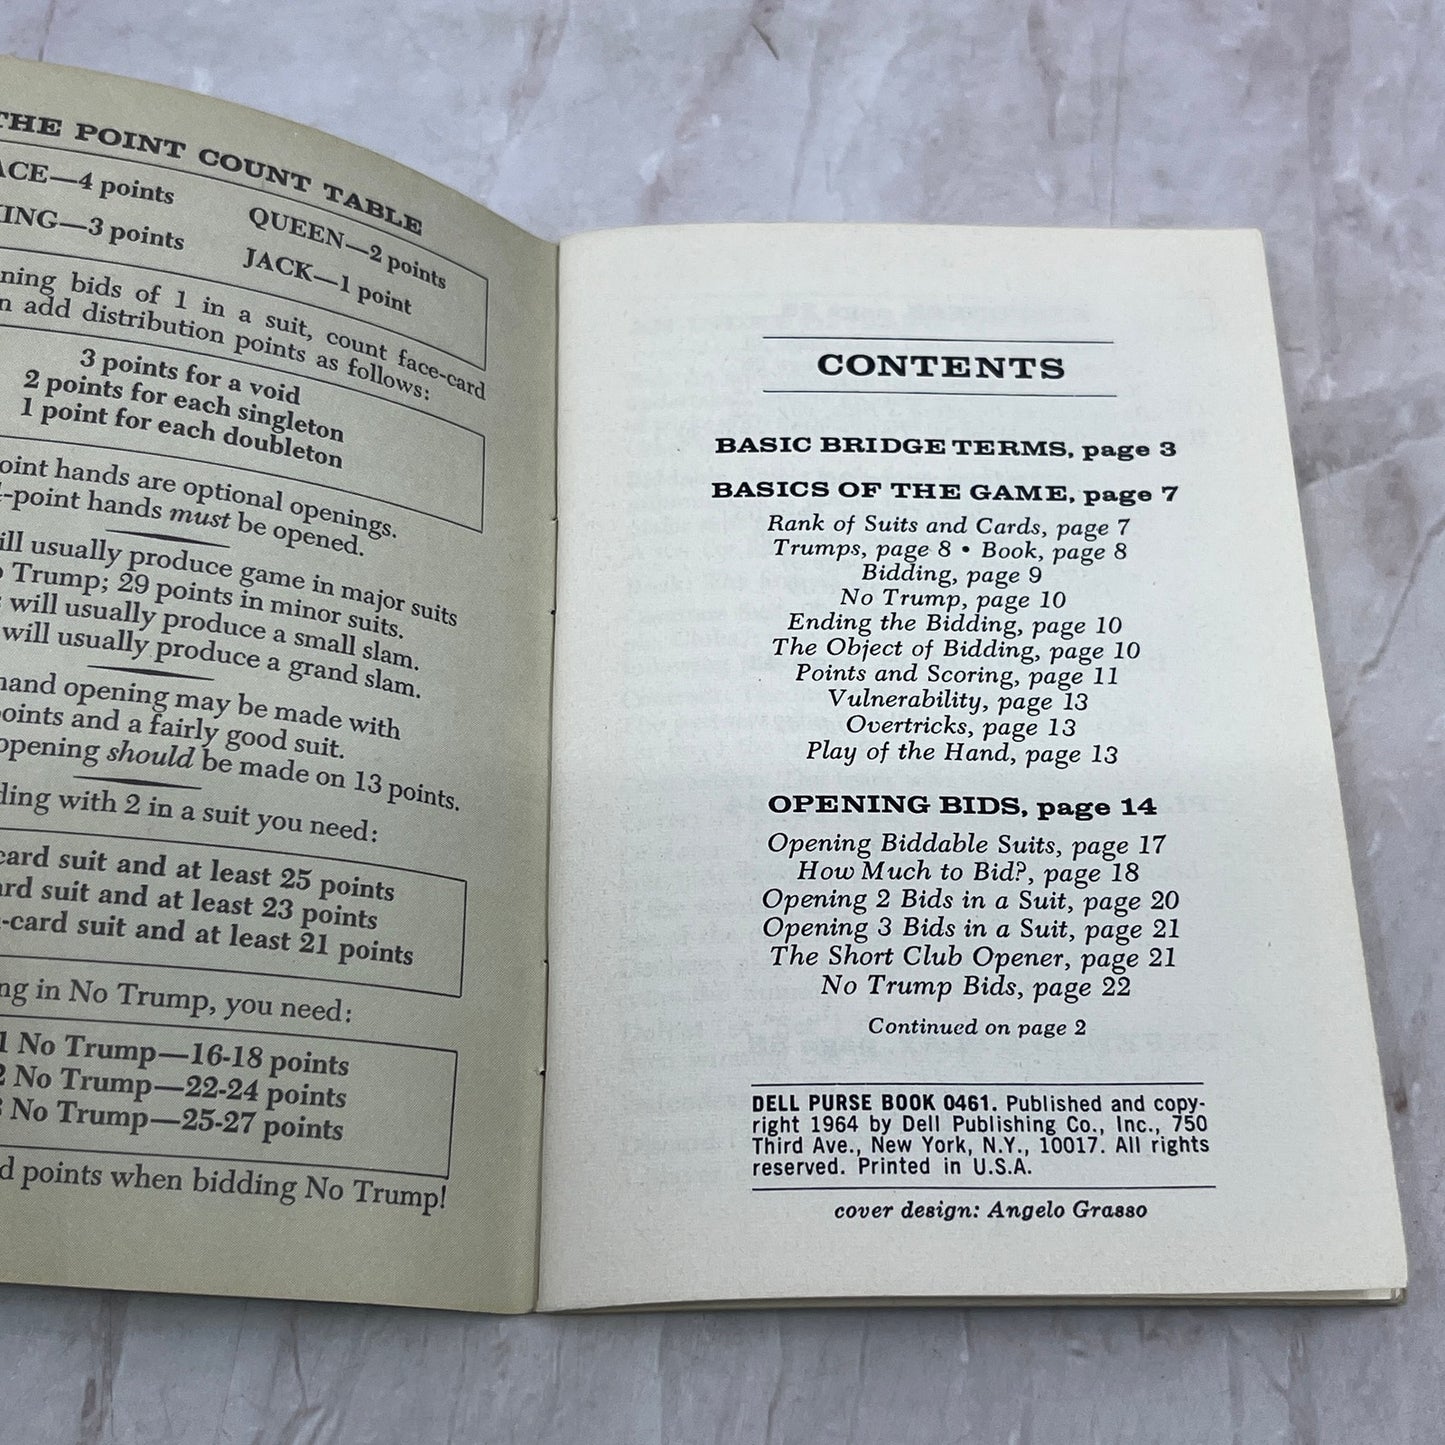 THE POINT COUNT TABLE
ACE—4 points QUEEN—2 points
KING—3 points JACK—1 point
bids of 1 in a suit, count face-card
add distribution points as follows:
3 points for a void
2 points for each singleton
1 point for each doubleton
hands are optional openings.
-point hands must be opened.
will usually produce game in major suits
Trump; 29 points in minor suits.
will usually produce a small slam.
will usually produce a grand slam.
hand opening may be made with
points and a fairly good suit.
opening should be made on 13 points.
with 2 in a suit you need:
card suit and at least 25 points
suit and at least 23 points
-card suit and at least 21 points
in No Trump, you need:
1 No Trump—16-18 points
2 No Trump—22-24 points
3 No Trump—25-27 points
points when bidding No Trump!
CONTENTS
BASIC BRIDGE TERMS, page 3
BASICS OF THE GAME, page 7
Rank of Suits and Cards, page 7
Trumps, page 8 • Book, page 8
Bidding, page 9
No Trump, page 10
Ending the Bidding, page 10
The Object of Bidding, page 10
Points and Scoring, page 11
Vulnerability, page 13
Overtricks, page 13
Play of the Hand, page 13
OPENING BIDS, page 14
Opening Biddable Suits, page 17
How Much to Bid?, page 18
Opening 2 Bids in a Suit, page 20
Opening 3 Bids in a Suit, page 21
The Short Club Opener, page 21
No Trump Bids, page 22
Continued on page 2
DELL PURSE BOOK 0461. Published and copy-
right 1964 by Dell Publishing Co., Inc., 750
Third Ave., New York, N.Y., 10017. All rights
reserved. Printed in U.S.A.
cover design: Angelo Grasso